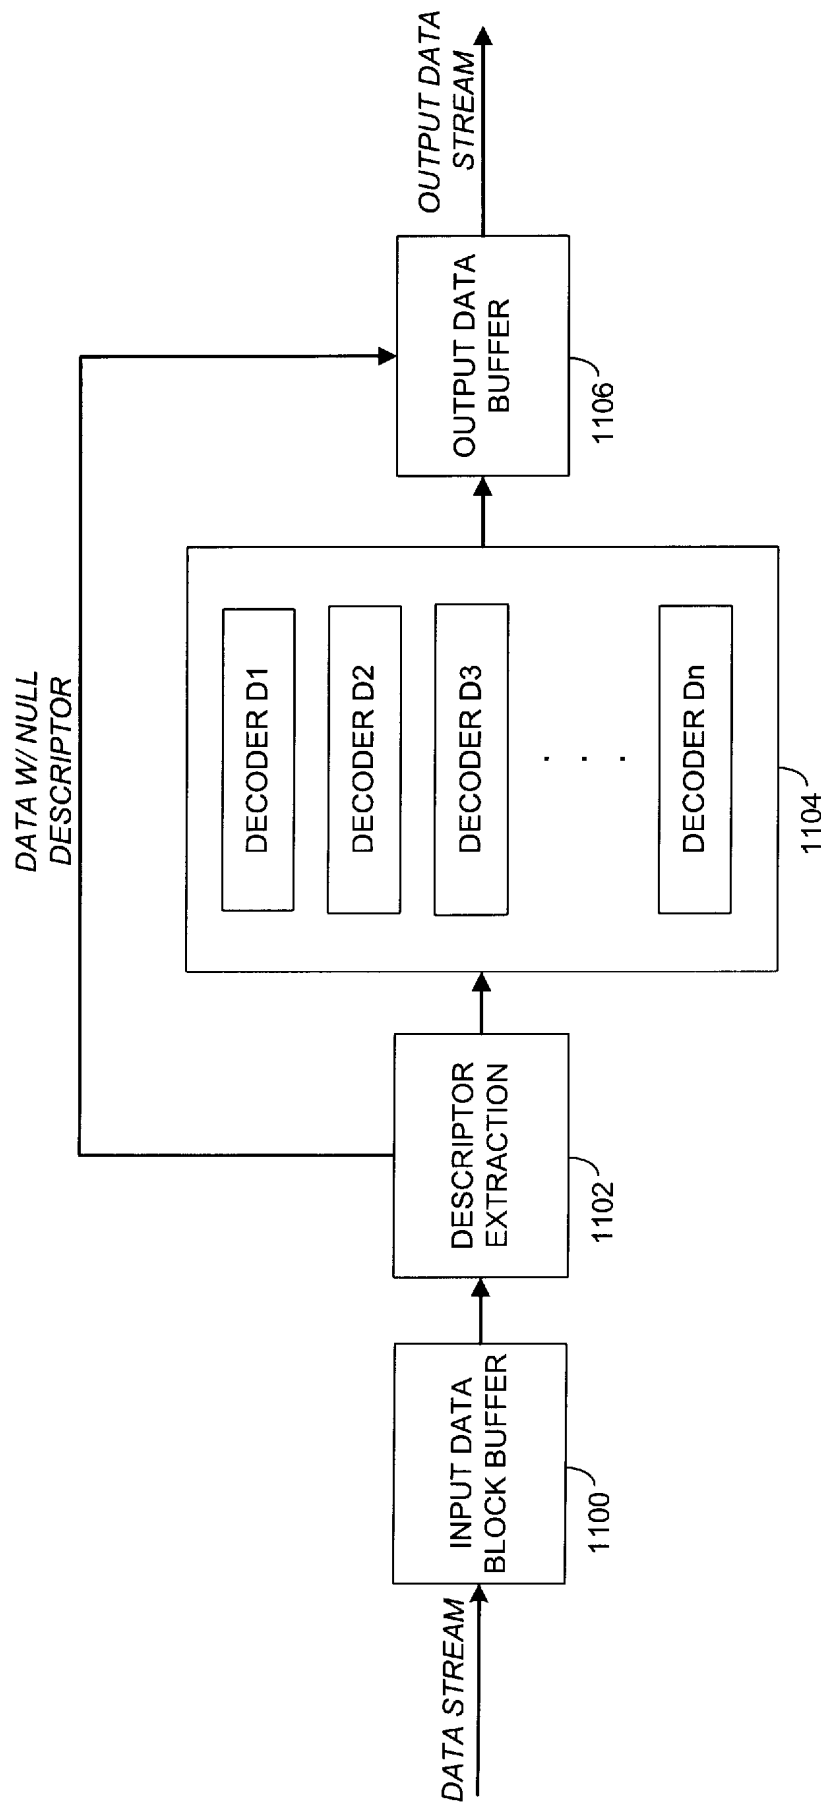 DATA STREAM
INPUT DATA
BLOCK BUFFER
1100
DESCRIPTOR
EXTRACTION
1102
DATA W/ NULL
DESCRIPTOR
DECODER D1
DECODER D2
DECODER D3
. . .
DECODER Dn
1104
OUTPUT DATA
BUFFER
1106
OUTPUT DATA
STREAM